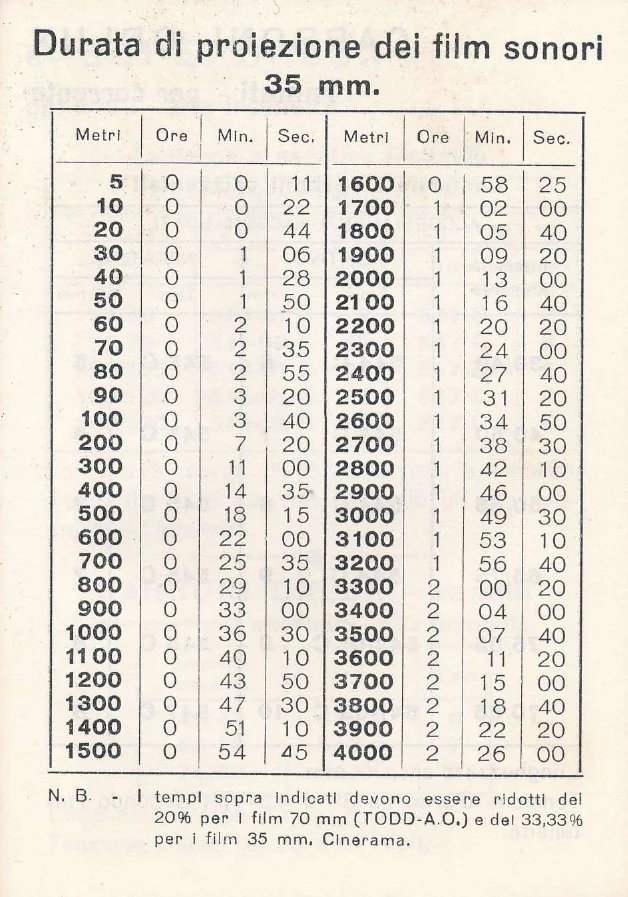 Durata di proiezione dei film sonori
35 mm.
Metri Ore Min. Sec. Metri Ore Min. Sec.
5 0 0 11 1600 0 58 25
10 0 0 22 1700 1 02 00
20 0 0 44 1800 1 05 40
30 0 1 06 1900 1 09 20
40 0 1 28 2000 1 13 00
50 0 1 50 2100 1 16 40
60 0 2 10 2200 1 20 20
70 0 2 35 2300 1 24 00
80 0 2 55 2400 1 27 40
90 0 3 20 2500 1 31 20
100 0 3 40 2600 1 34 50
200 0 7 20 2700 1 38 30
300 0 11 00 2800 1 42 10
400 0 14 35 2900 1 46 00
500 0 18 15 3000 1 49 30
600 0 22 00 3100 1 53 10
700 0 25 35 3200 1 56 40
800 0 29 10 3300 2 00 20
900 0 33 00 3400 2 04 00
1000 0 36 30 3500 2 07 40
1100 0 40 10 3600 2 11 20
1200 0 43 50 3700 2 15 00
1300 0 47 30 3800 2 18 40
1400 0 51 10 3900 2 22 20
1500 0 54 45 4000 2 26 00
N. B. - I tempi sopra indicati devono essere ridotti del
20% per i film 70 mm (TODD-A.O.) e del 33,33%
per i film 35 mm. Cinerama.